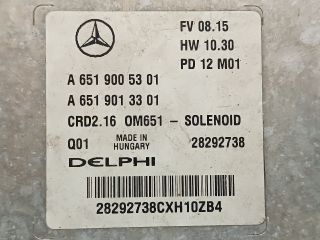 FV 08.15
HW 10.30
PD 12 M01
A 651 900 53 01
A 651 901 33 01
CRD2.16 OM651 - SOLENOID
Q01 MADE IN HUNGARY 28292738
DELPHI
28292738CXH10ZB4